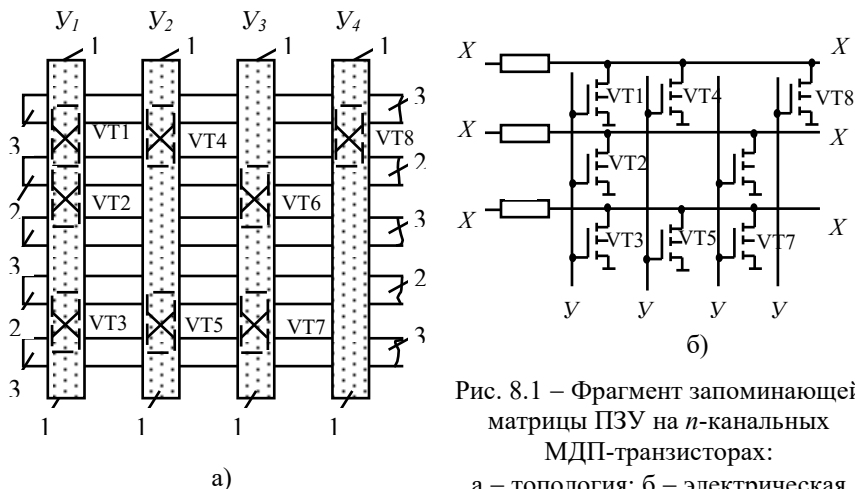 У1 У2 У3 У4
1 1 1 1
3
VT1 VT4 VT8
3 2
VT2 VT6
2 3
3 2
2 VT3 VT5 VT7 3
3
1 1 1 1
а)
X X
VT1 VT4 VT8
X X
VT2
X X
VT3 VT5 VT7
У У У У
б)
Рис. 8.1 – Фрагмент запоминающей
матрицы ПЗУ на n-канальных
МДП-транзисторах:
а – топология; б – электрическая